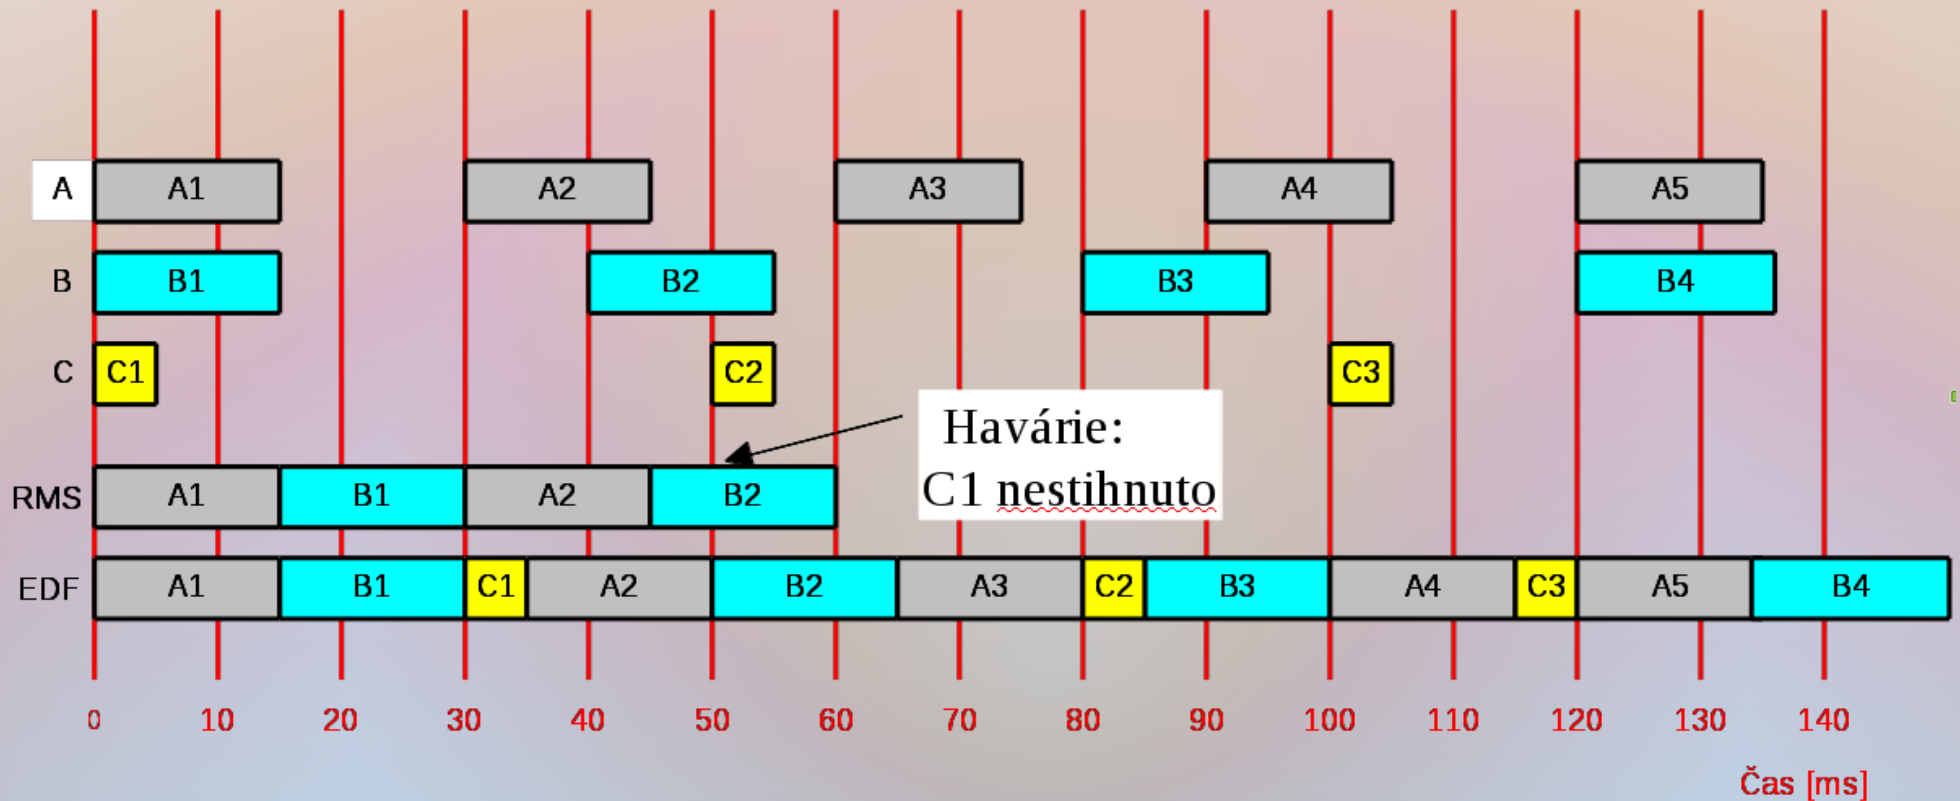 A A1 A2 A3 A4 A5
B B1 B2 B3 B4
C C1 C2 C3
Havárie:
C1 nestihnuto
RMS A1 B1 A2 B2
EDF A1 B1 C1 A2 B2 A3 C2 B3 A4 C3 A5 B4
0 10 20 30 40 50 60 70 80 90 100 110 120 130 140
Čas [ms]